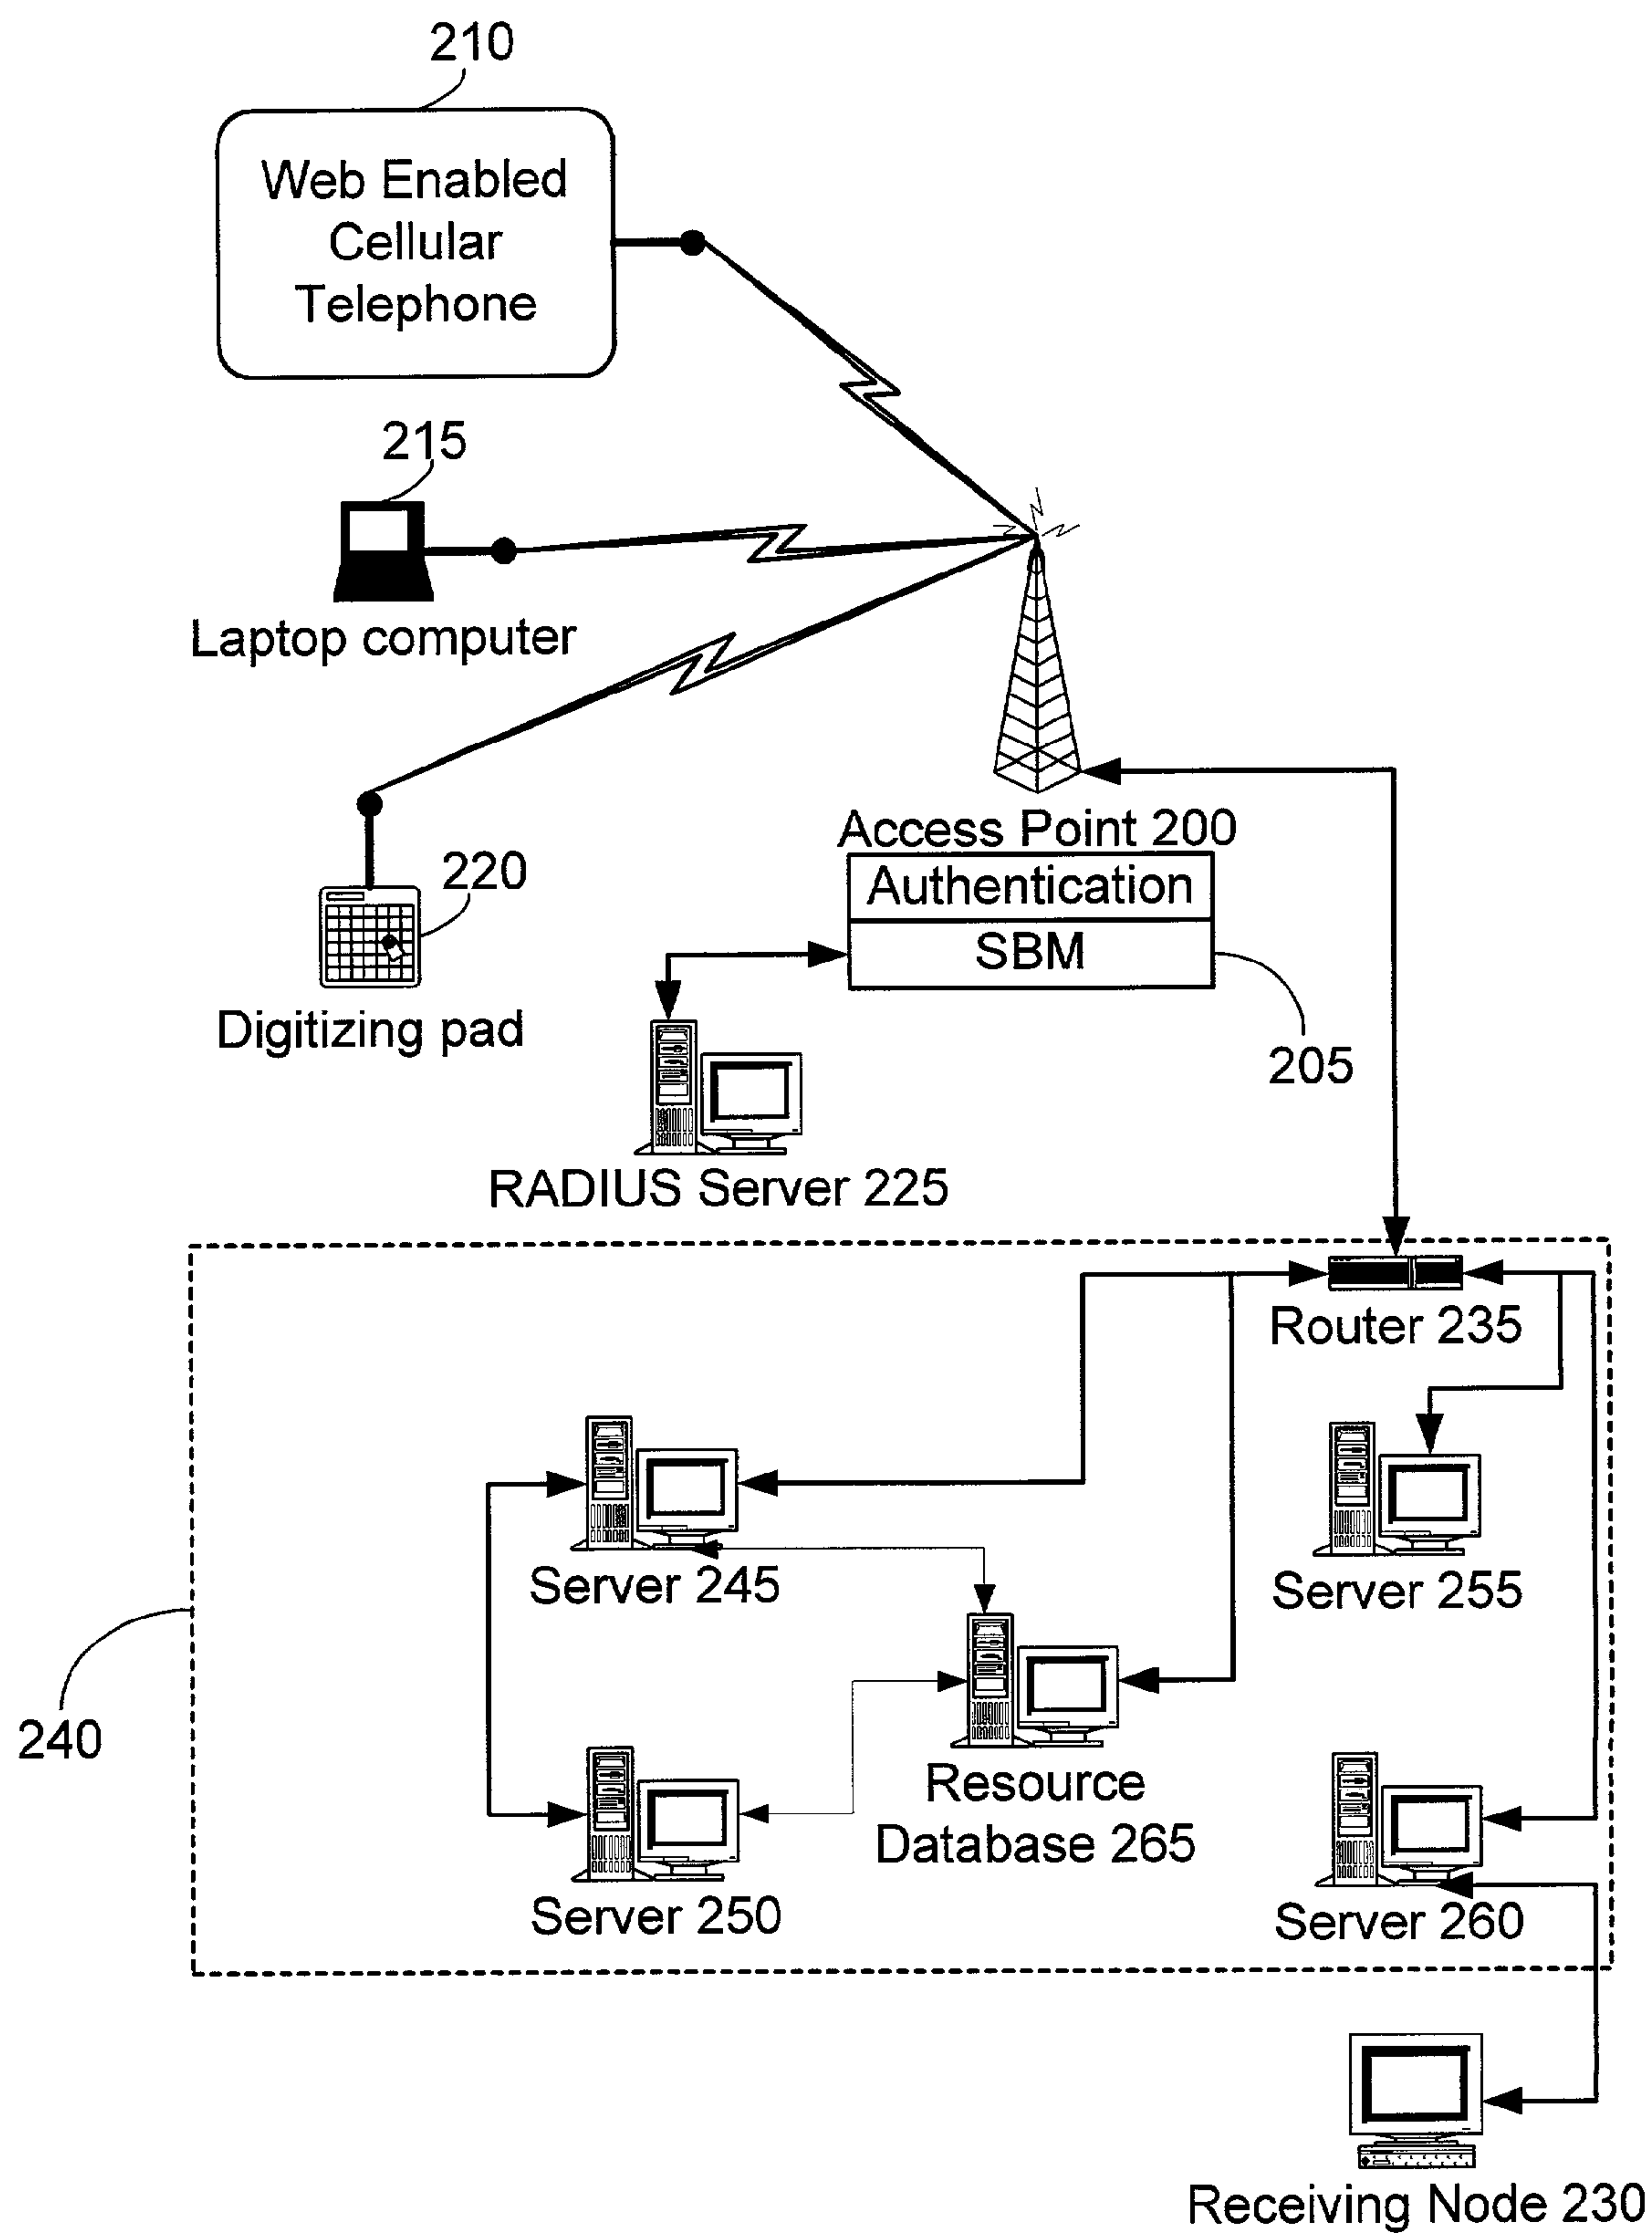 210
Web Enabled
Cellular
Telephone
215
Laptop computer
Access Point 200
220
Authentication
SBM
Digitizing pad
205
RADIUS Server 225
Router 235
Server 245
Server 255
240
Resource
Database 265
Server 250
Server 260
Receiving Node 230